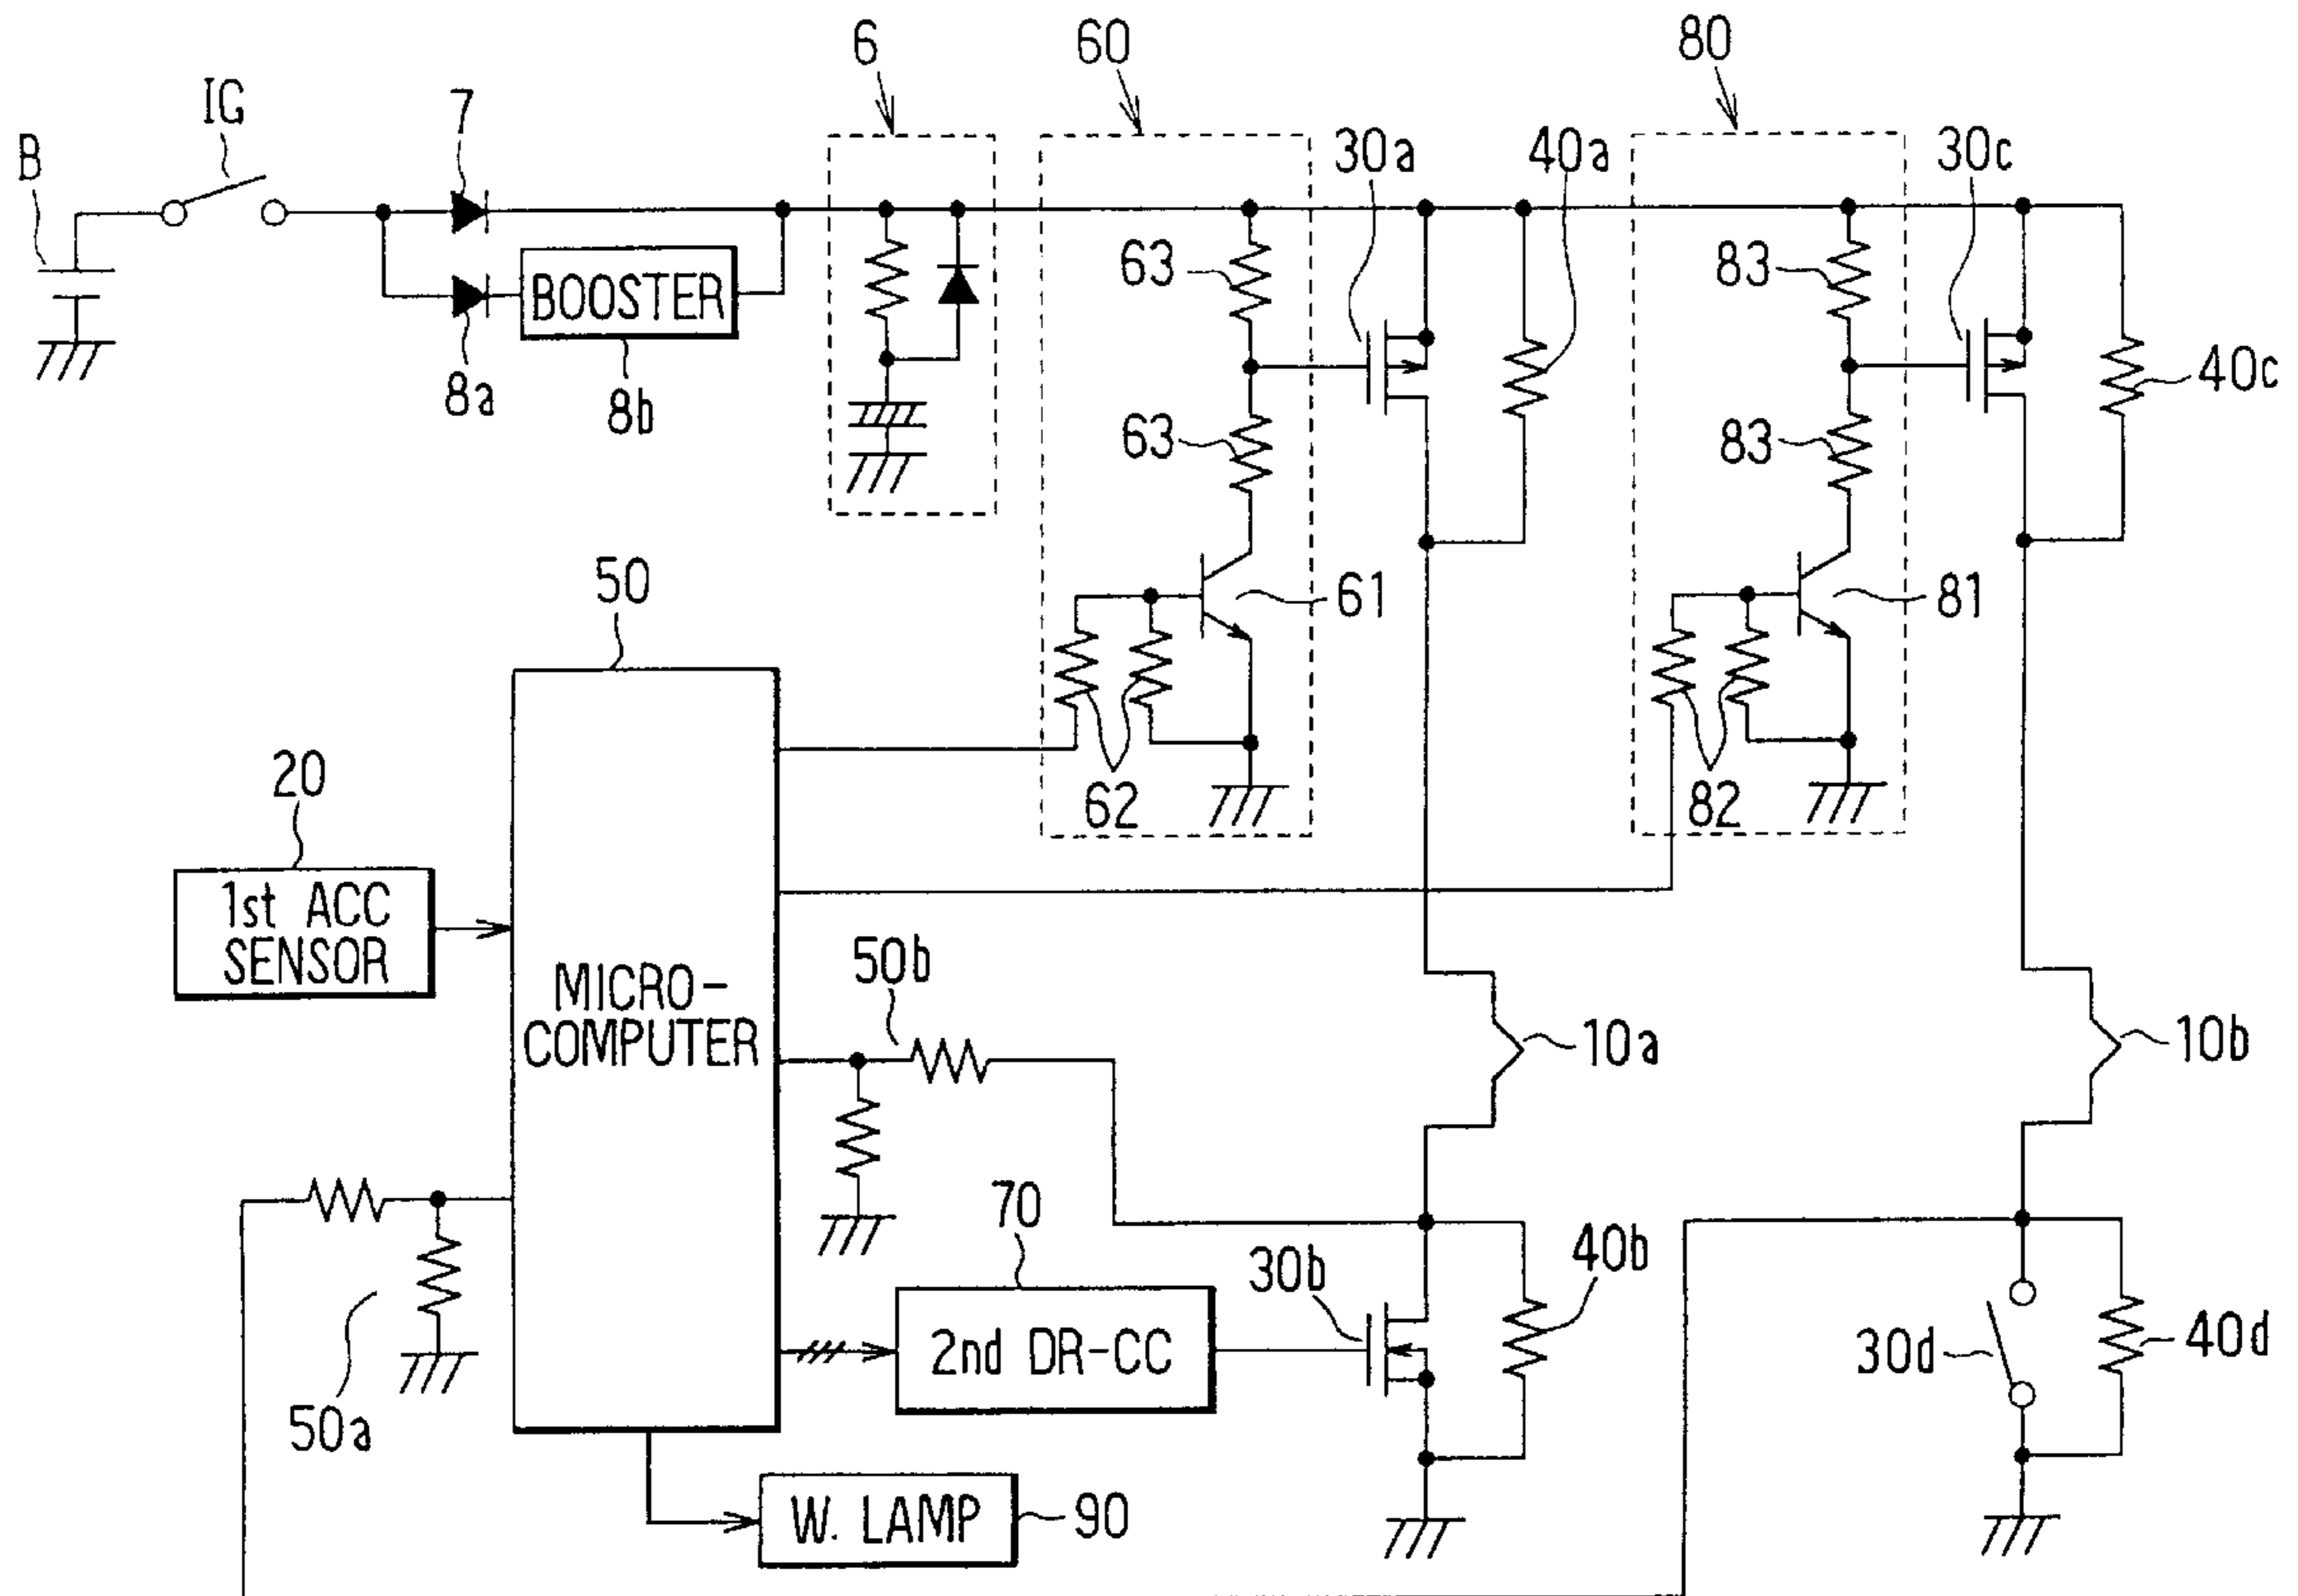 6
60
80
IG
7
B
30a
40a
30c
63
83
BOOSTER
8a
8b
40c
63
83
50
61
81
20
62
82
1st ACC
SENSOR
50b
MICRO-
COMPUTER
10a
10b
70
30b
40b
2nd DR-CC
30d
40d
50a
W. LAMP
90